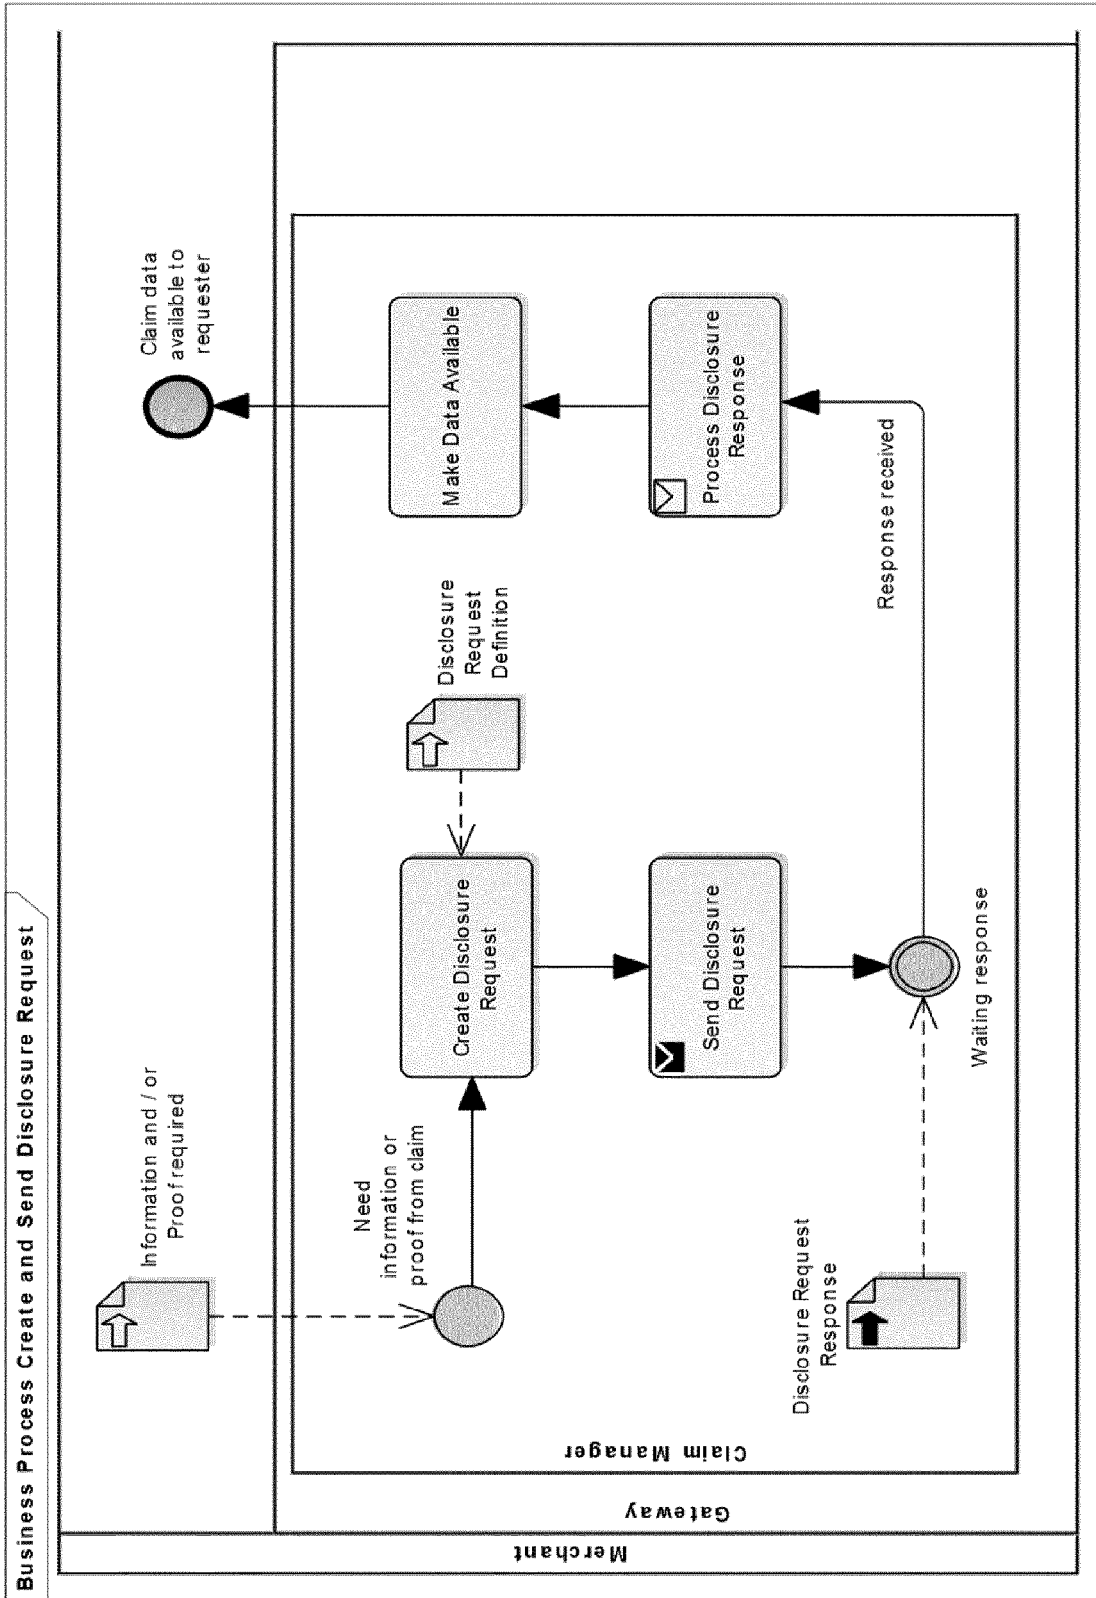 Business Process Create and Send Disclosure Request
Merchant
Gateway
Claim Manager
Information and / or
Proof required
Need
information or
proof from claim
Create Disclosure
Request
Disclosure
Request
Definition
Send Disclosure
Request
Disclosure Request
Response
Waiting response
Response received
Process Disclosure
Response
Make Data Available
Claim data
available to
requester